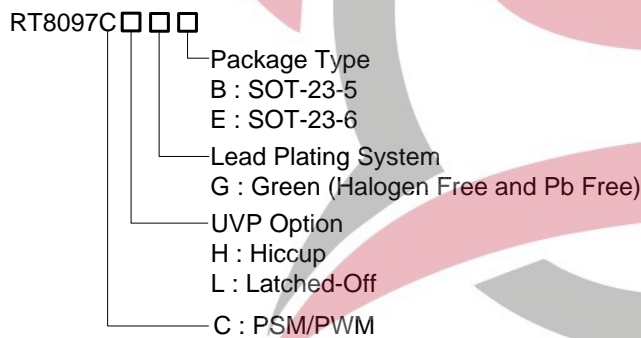 RT8097C
Package Type
B : SOT-23-5
E : SOT-23-6
Lead Plating System
G : Green (Halogen Free and Pb Free)
UVP Option
H : Hiccup
L : Latched-Off
C : PSM/PWM